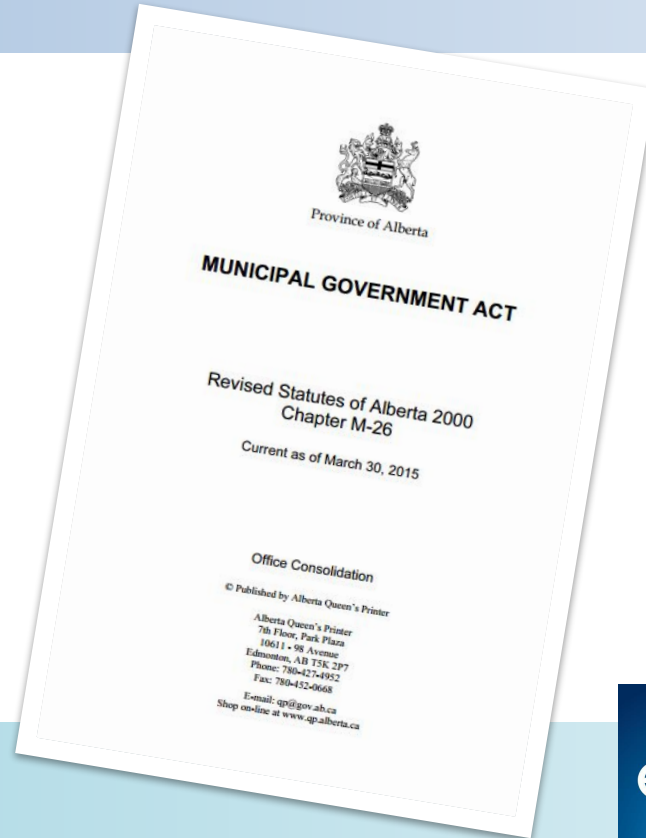 Province of Alberta
MUNICIPAL GOVERNMENT ACT
Revised Statutes of Alberta 2000
Chapter M-26
Current as of March 30, 2015
Office Consolidation
© Published by Alberta Queen's Printer
Alberta Queen's Printer
7th Floor, Park Plaza
10611 - 98 Avenue
Edmonton, AB T5K 2P7
Phone: 780-427-4952
Fax: 780-452-0668
E-mail: qp@gov.ab.ca
Shop on-line at www.qp.alberta.ca